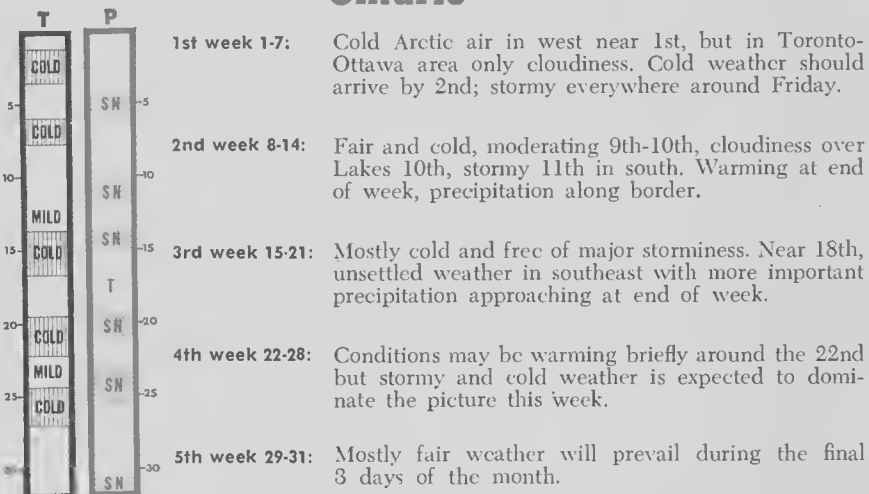 T P
1st week 1-7: Cold Arctic air in west near 1st, but in Toronto-
Ottawa area only cloudiness. Cold weather should
arrive by 2nd; stormy everywhere around Friday.
2nd week 8-14: Fair and cold, moderating 9th-10th, cloudiness over
Lakes 10th, stormy 11th in south. Warming at end
of week, precipitation along border.
3rd week 15-21: Mostly cold and free of major storminess. Near 18th,
unsettled weather in southeast with more important
precipitation approaching at end of week.
4th week 22-28: Conditions may be warming briefly around the 22nd
but stormy and cold weather is expected to domi-
nate the picture this week.
5th week 29-31: Mostly fair weather will prevail during the final
3 days of the month.
COLD
5-
COLD
10-
MILD
15-
COLD
20-
COLD
MILD
25-
COLD
SN -5
-10
SN
SN -15
T
SN -20
SN -25
-30
SN